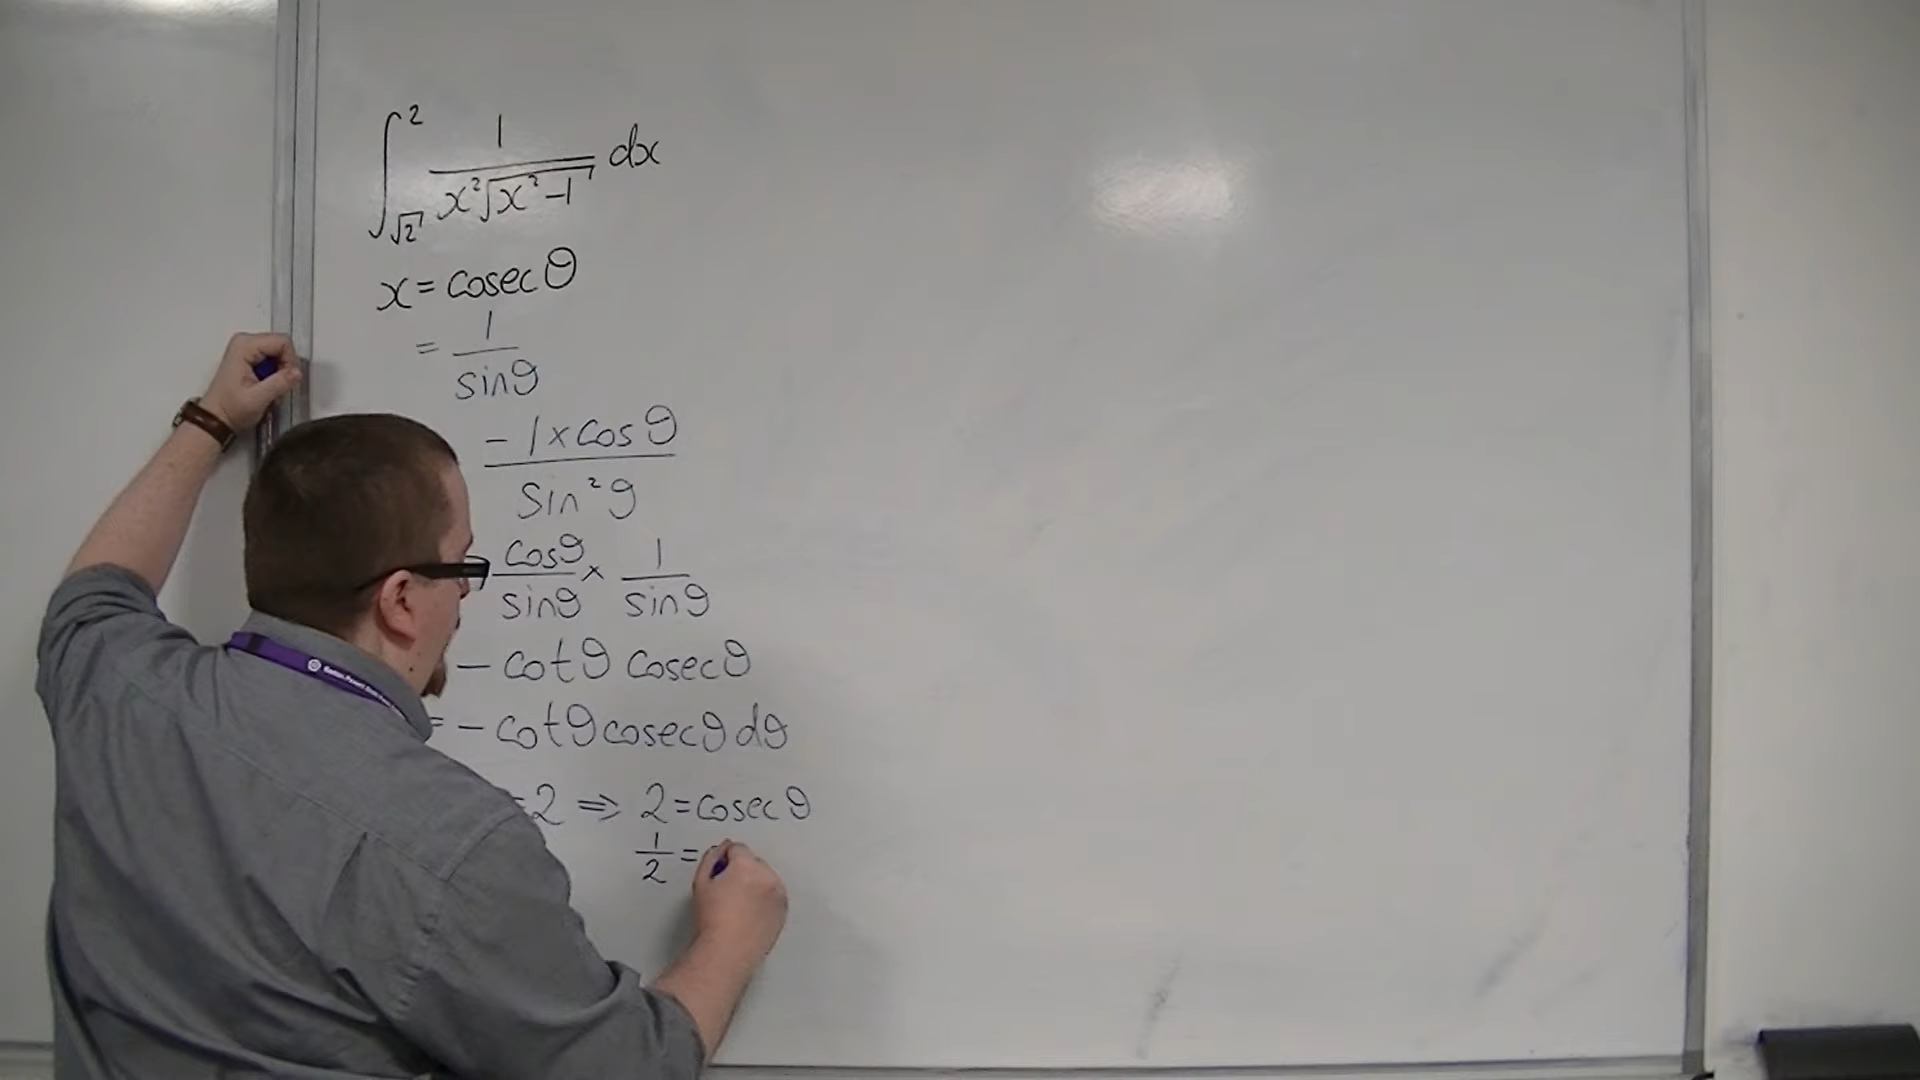 ∫_{√2}^{2} 1/(x²√(x²-1)) dx
x = cosec θ
= 1/sin θ
-1 × cos θ / sin² θ
cos θ/sin θ × 1/sin θ
- cot θ cosec θ
= - cot θ cosec θ dθ
=2 ⇒ 2 = cosec θ
1/2 =